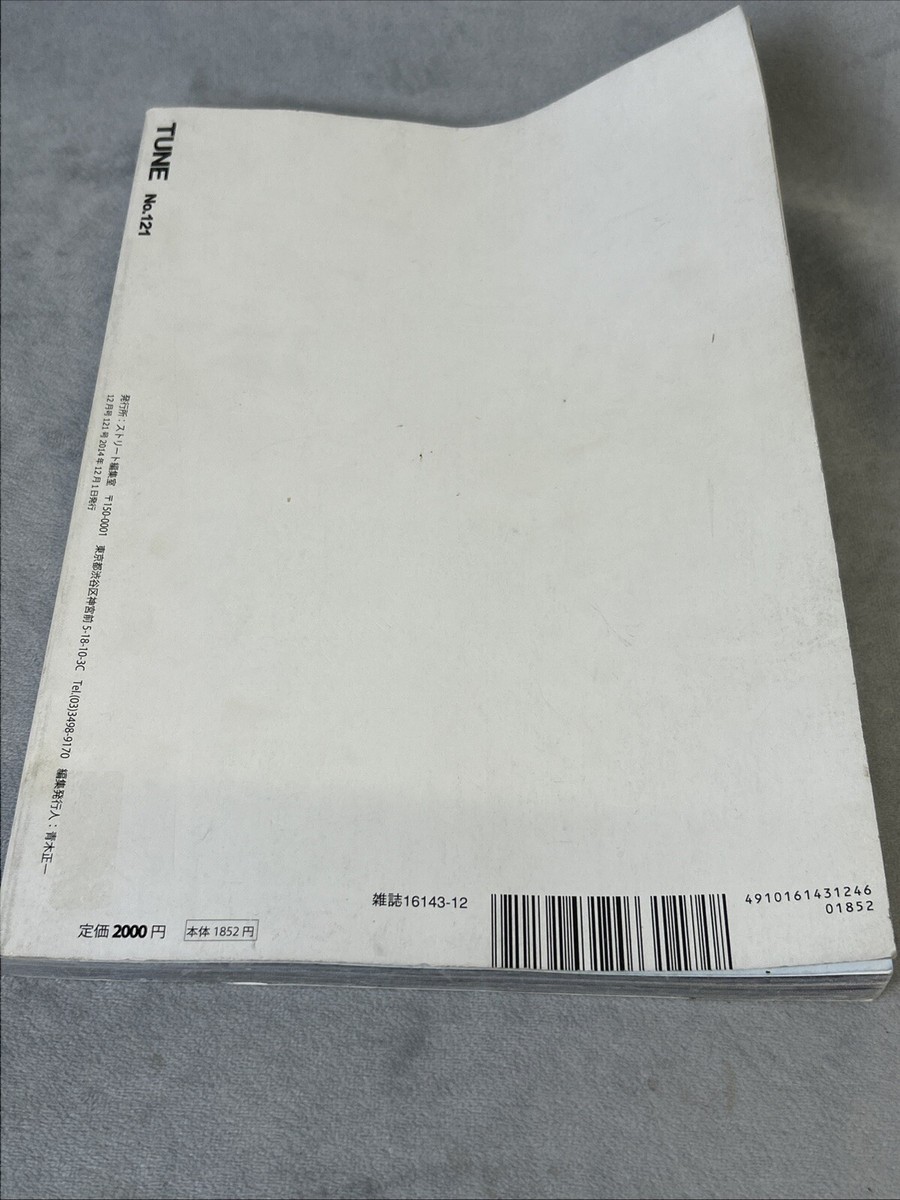 TUNE No.121
発行所：ストリート編集室 〒150-0001 東京都渋谷区神宮前 5-18-10-3C Tel.(03)3498-9170 編集発行人：青木正一
12月号 121号 2014年12月1日発行
雑誌16143-12
4910161431246
01852
定価 2000 円
本体 1852 円